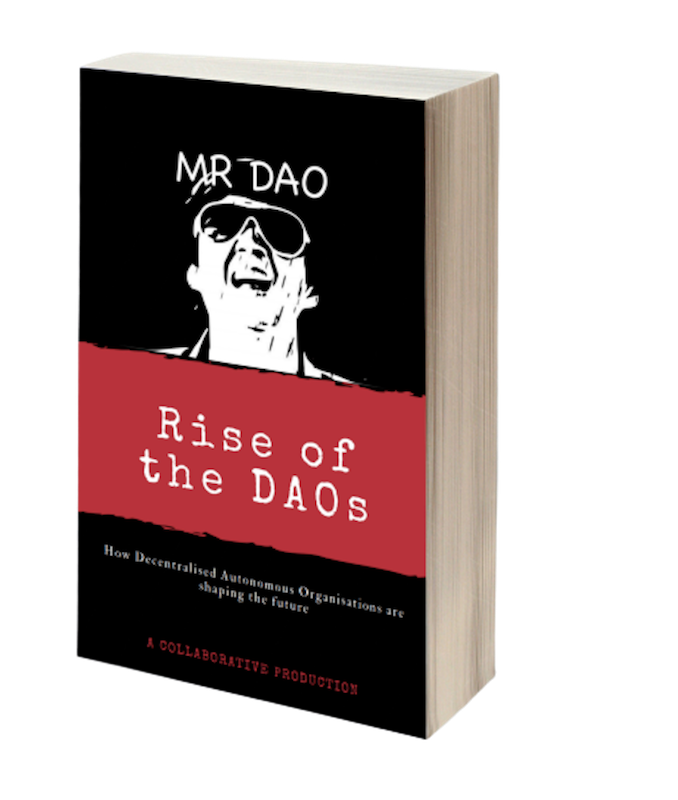 MR DAO
Rise of
the DAOs
How Decentralised Autonomous Organisations are
shaping the future
A COLLABORATIVE PRODUCTION